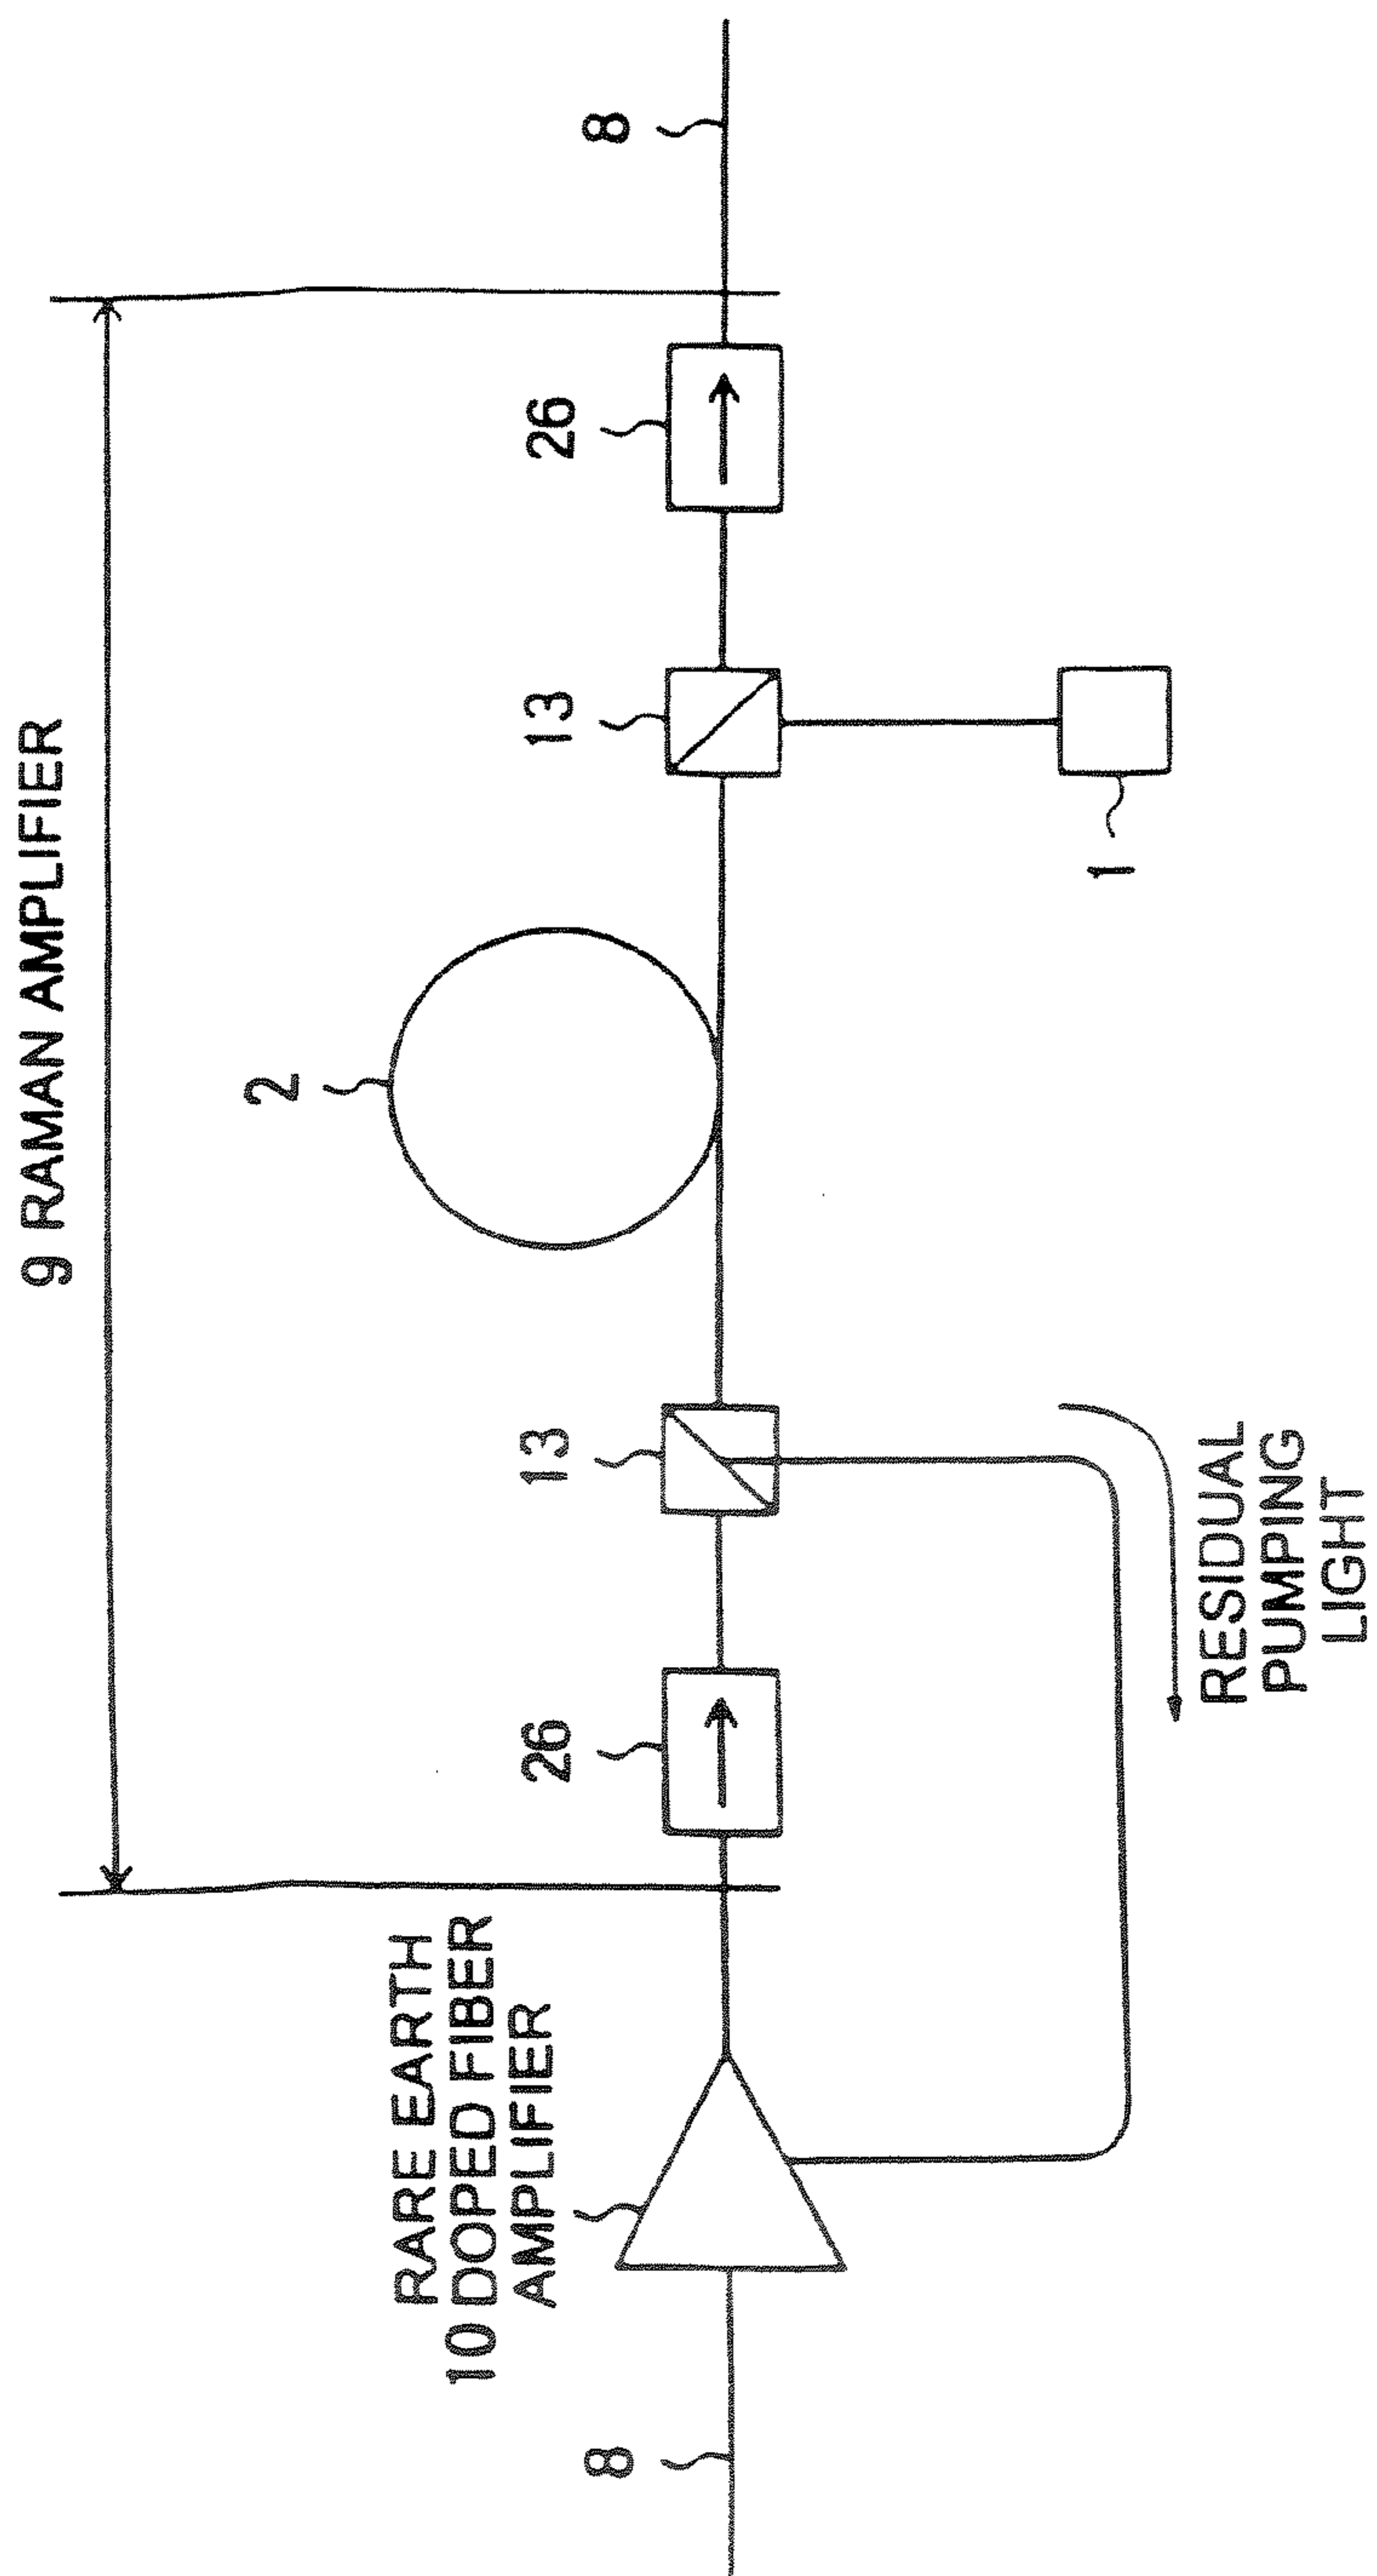 9 RAMAN AMPLIFIER
RARE EARTH
10 DOPED FIBER
AMPLIFIER
8
26
13
2
13
26
8
1
RESIDUAL
PUMPING
LIGHT